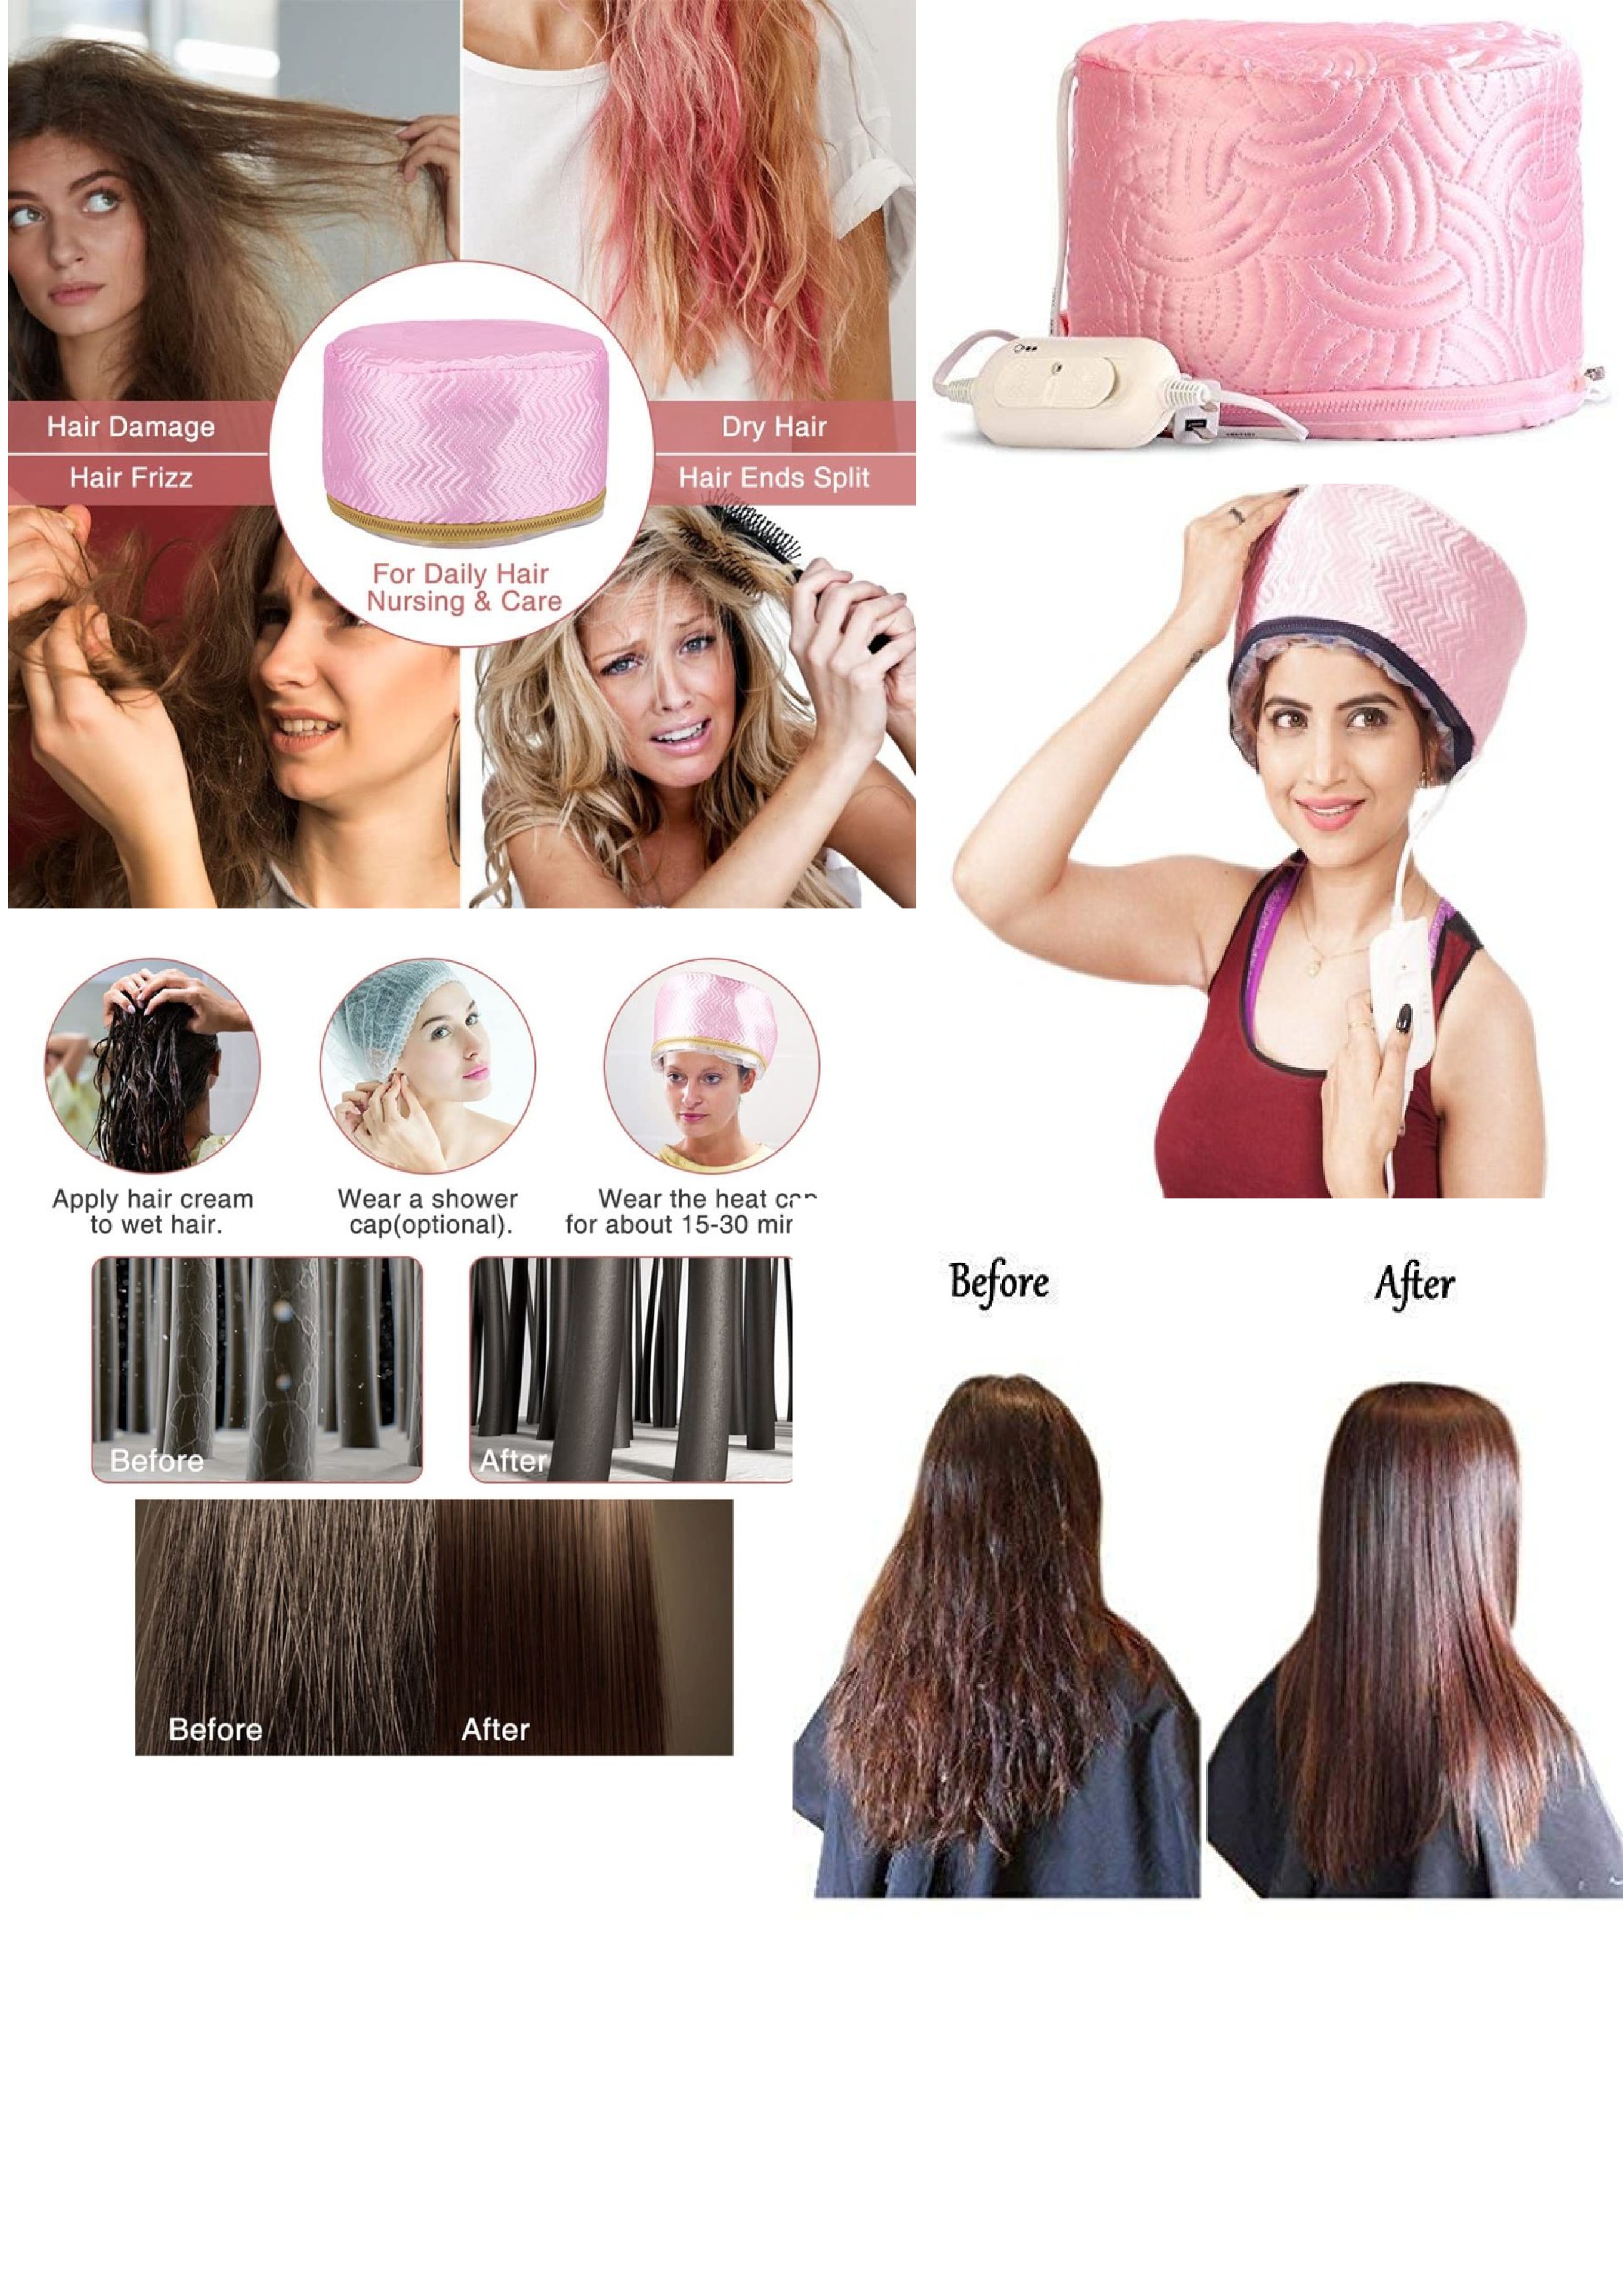 Hair Damage
Hair Frizz
Dry Hair
Hair Ends Split
For Daily Hair
Nursing & Care
Apply hair cream
to wet hair.
Wear a shower
cap(optional).
Wear the heat
for about 15-30
Before
After
Before
After
Before
After